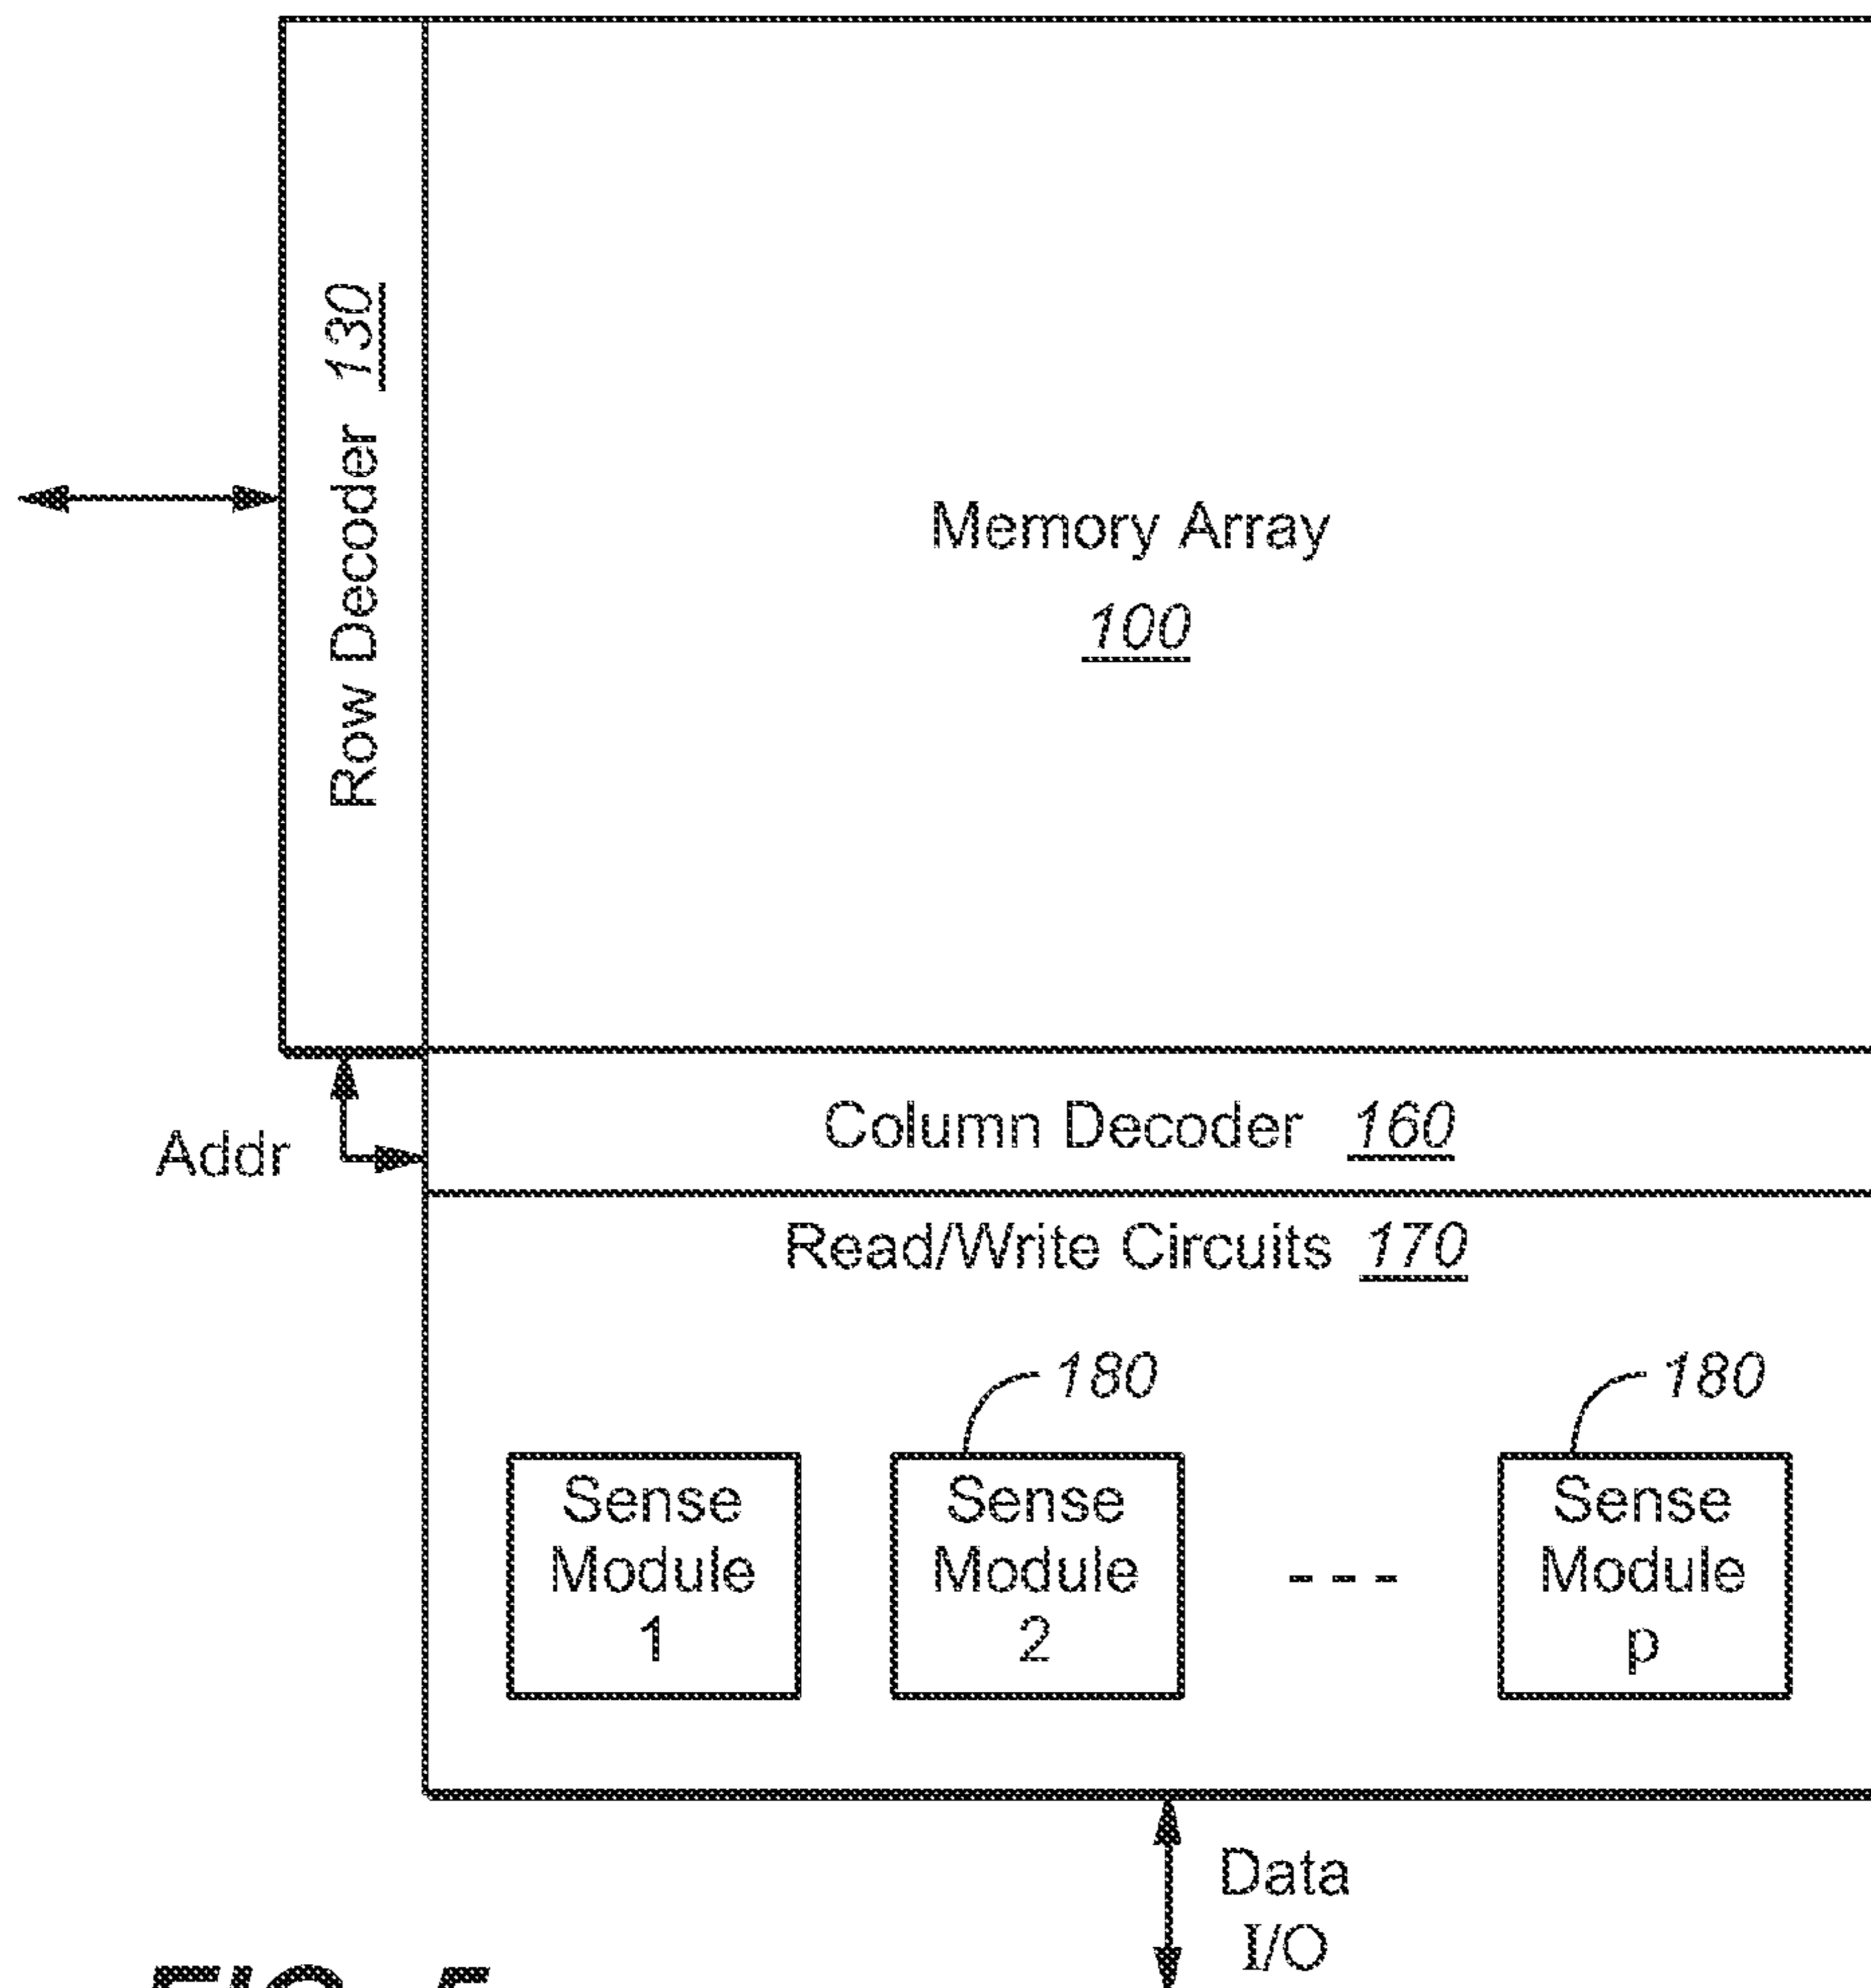 Row Decoder 130
Memory Array
100
Addr
Column Decoder 160
Read/Write Circuits 170
180
180
Sense
Module
1
Sense
Module
2
---
Sense
Module
p
Data
I/O